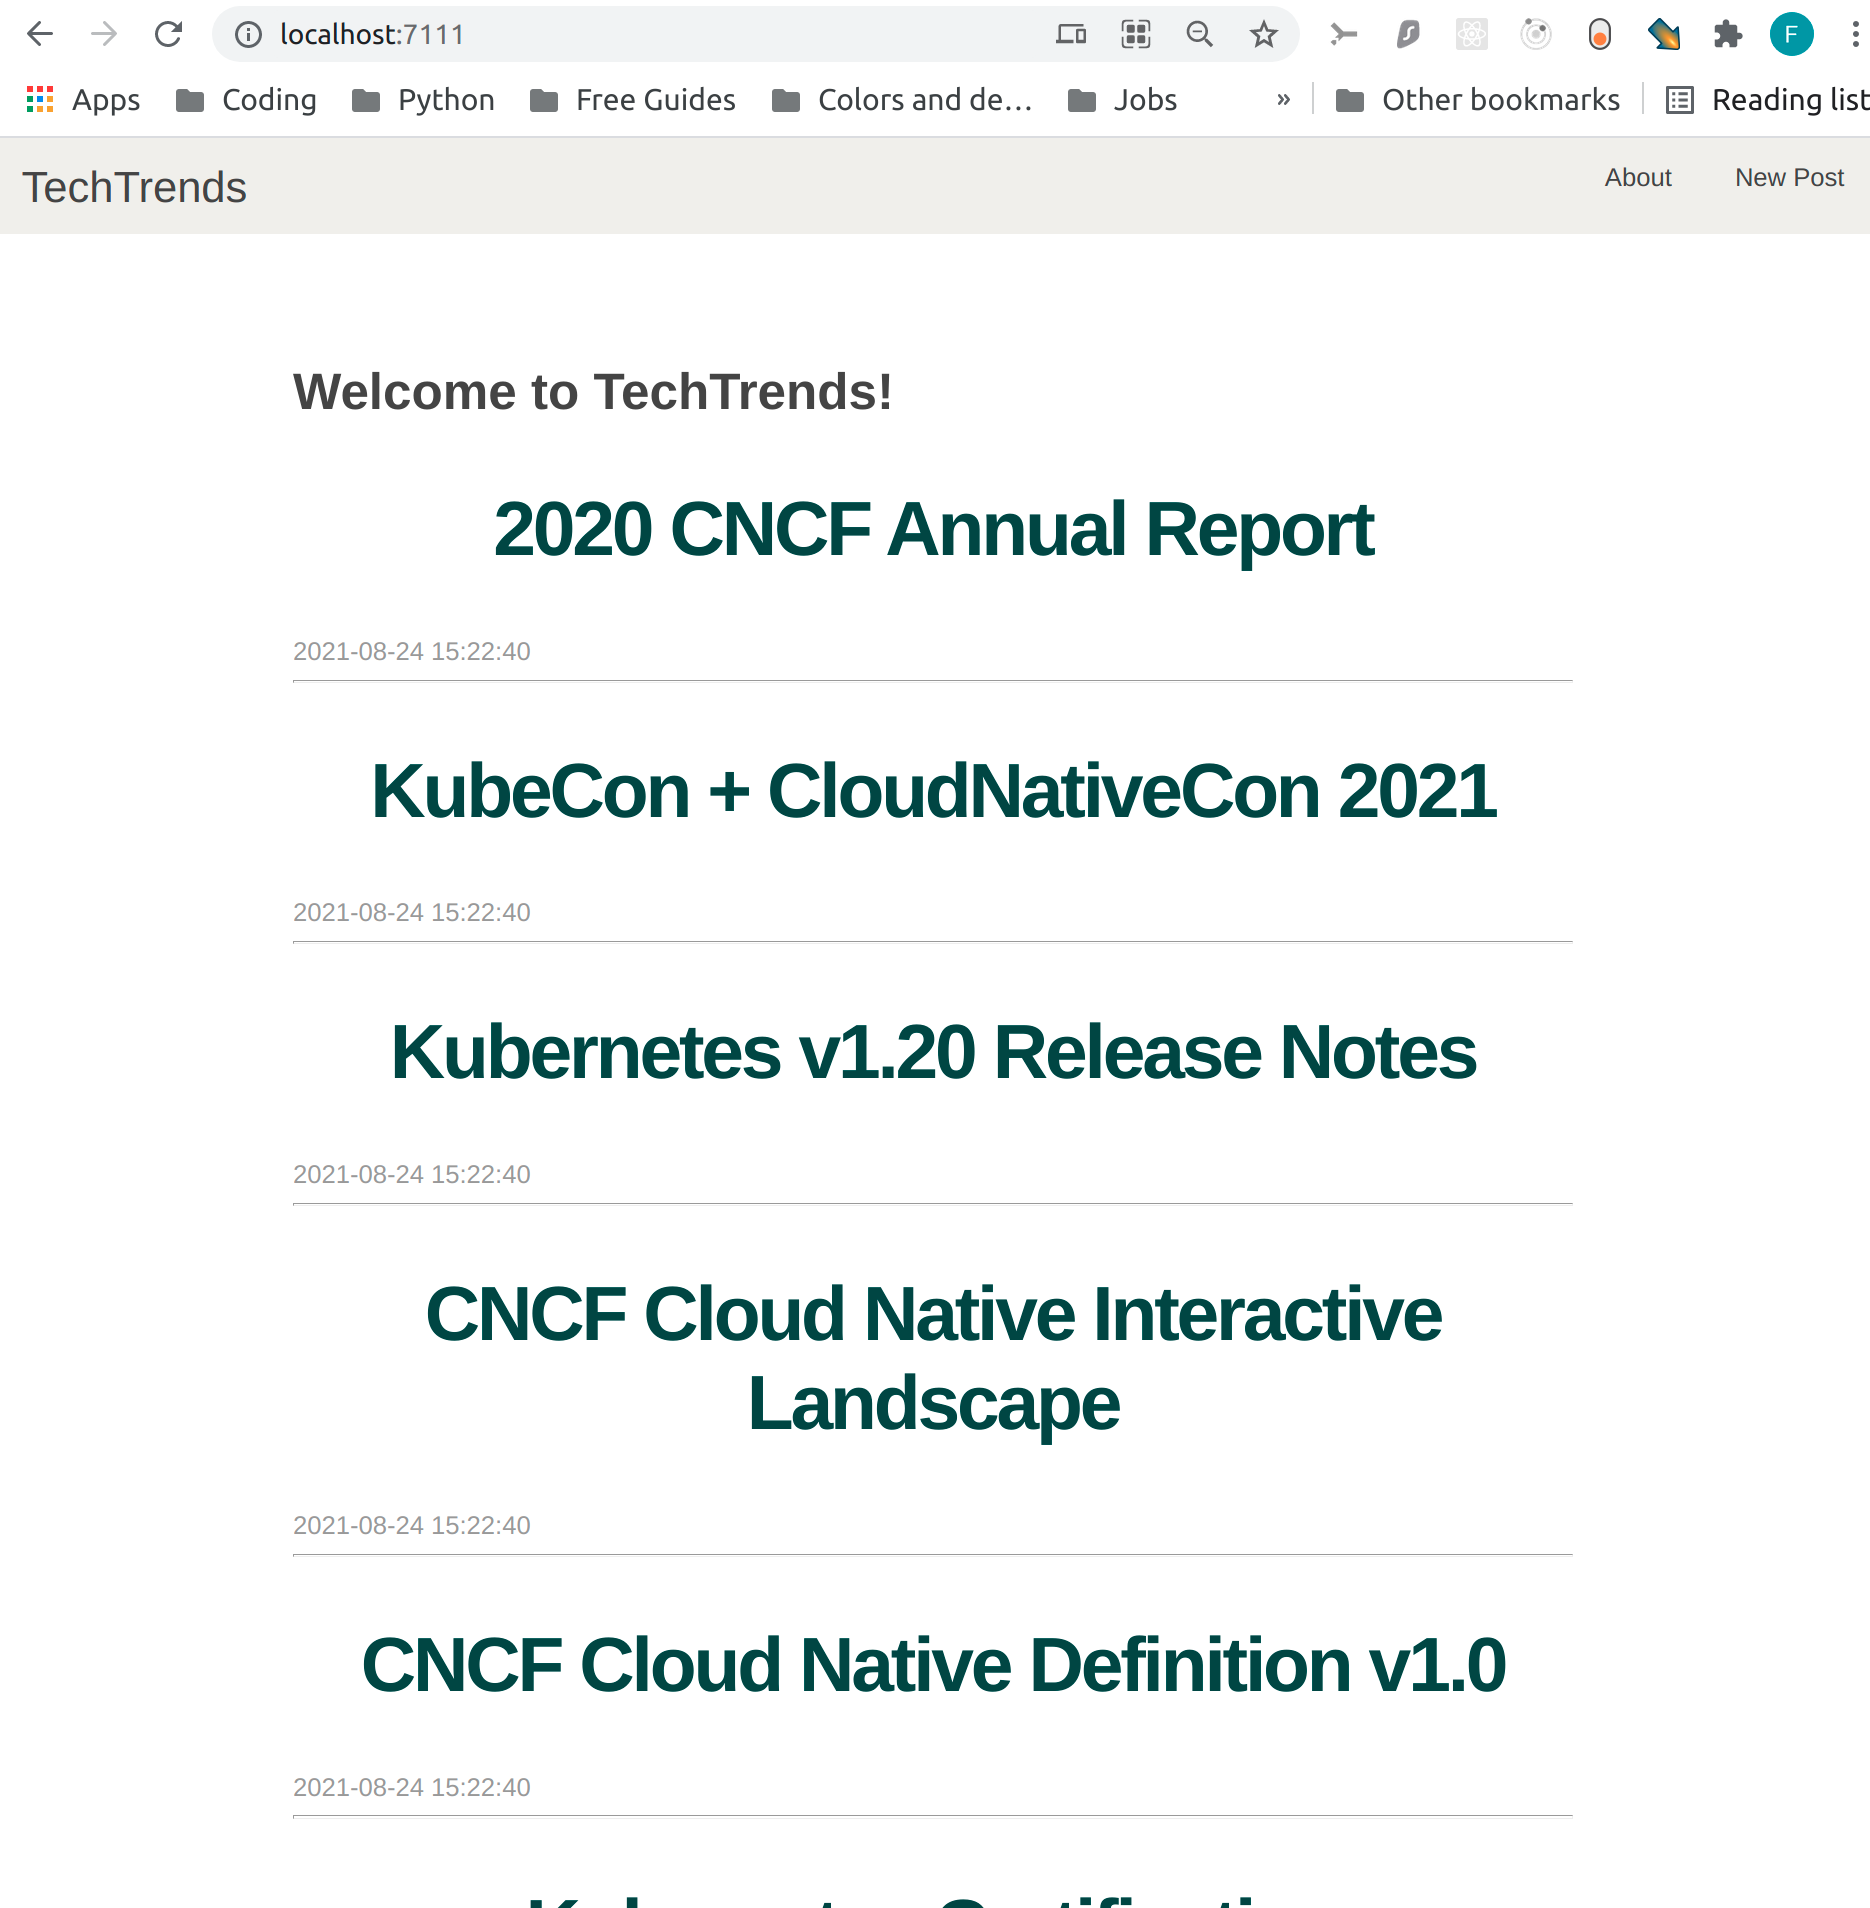 localhost:7111
Apps Coding Python Free Guides Colors and de... Jobs » Other bookmarks Reading list
F
TechTrends About New Post
Welcome to TechTrends!
2020 CNCF Annual Report
2021-08-24 15:22:40
KubeCon + CloudNativeCon 2021
2021-08-24 15:22:40
Kubernetes v1.20 Release Notes
2021-08-24 15:22:40
CNCF Cloud Native Interactive
Landscape
2021-08-24 15:22:40
CNCF Cloud Native Definition v1.0
2021-08-24 15:22:40